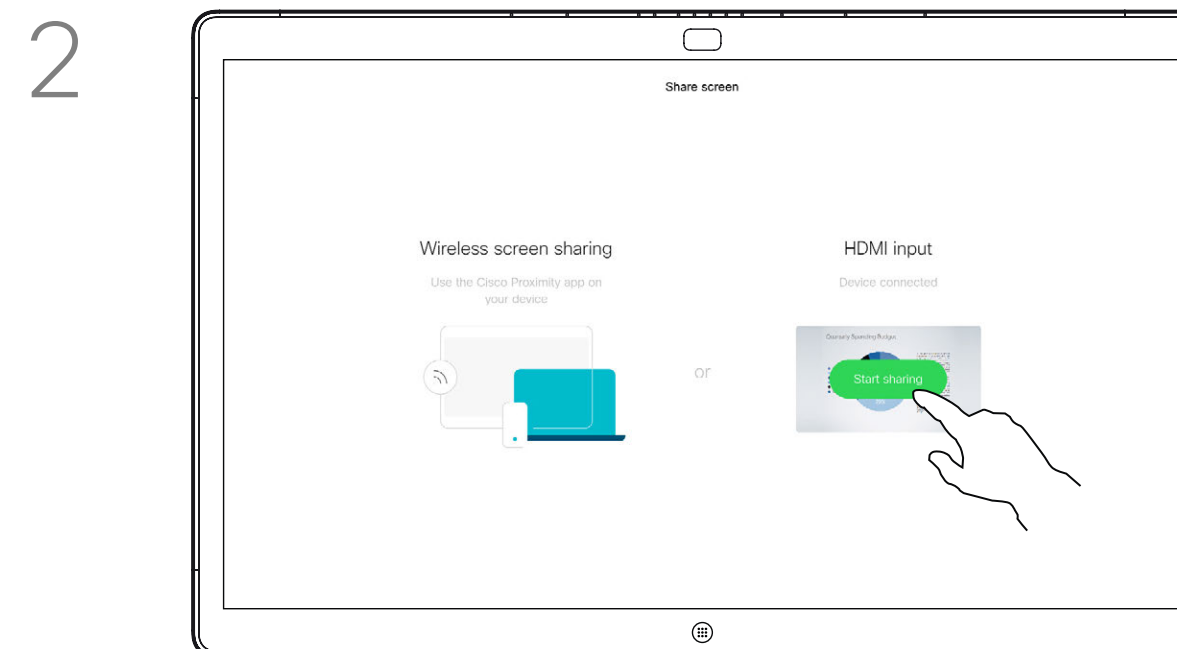 2
Share screen
Wireless screen sharing
Use the Cisco Proximity app on
your device
or
HDMI input
Device connected
Start sharing